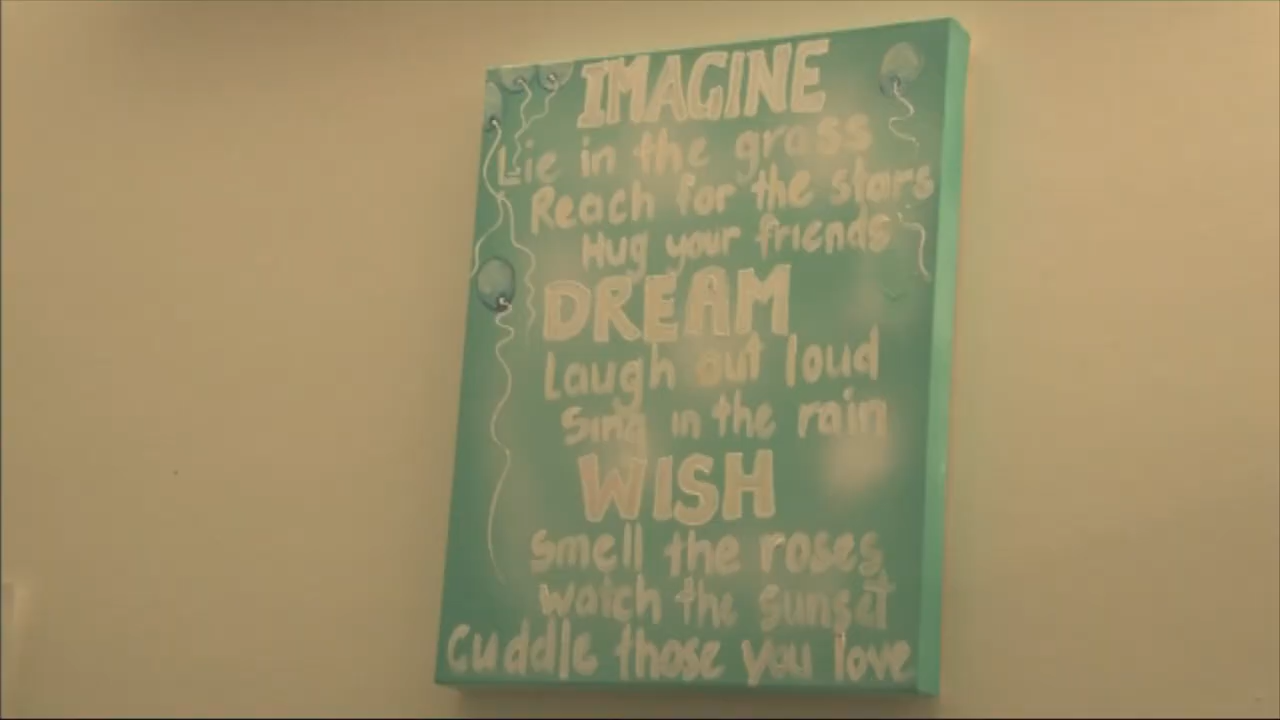 IMAGINE
Lie in the grass
Reach for the stars
Hug your friends
DREAM
Laugh out loud
Sing in the rain
WISH
Smell the roses
watch the sunset
Cuddle those you love